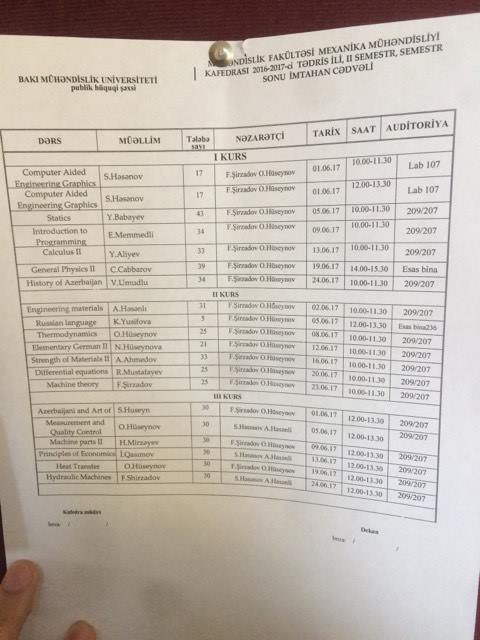 BAKI MÜHƏNDİSLİK UNİVERSİTETİ
publik hüquqi şəxsi
MÜHƏNDİSLİK FAKÜLTƏSİ MEXANIKA MÜHƏNDİSLİYİ
KAFEDRASI 2016-2017-ci TƏDRİS İLİ, II SEMESTR, SEMESTR
SONU İMTAHAN CƏDVƏLİ
DƏRS MÜƏLLİM Tələbə sayı NƏZARƏTÇİ TARİX SAAT AUDİTORİYA
I KURS
Computer Aided Engineering Graphics S.Həsənov 17 F.Şirzadov O.Hüseynov 01.06.17 10.00-11.30 Lab 107
Computer Aided Engineering Graphics S.Həsənov 17 F.Şirzadov O.Hüseynov 01.06.17 12.00-13.30 Lab 107
Statics Y.Babayev 43 F.Şirzadov O.Hüseynov 05.06.17 10.00-11.30 209/207
Introduction to Programming E.Memmedli 34 F.Şirzadov O.Hüseynov 09.06.17 10.00-11.30 209/207
Calculus II Y.Aliyev 33 F.Şirzadov O.Hüseynov 13.06.17 10.00-11.30 209/207
General Physics II C.Cabbarov 39 F.Şirzadov O.Hüseynov 19.06.17 14.00-15.30 Esas bina
History of Azerbaijan V.Umudlu 34 F.Şirzadov O.Hüseynov 24.06.17 10.00-11.30 209/207
II KURS
Engineering materials A.Həsənlı 31 F.Şirzadov O.Hüseynov 02.06.17 10.00-11.30 209/207
Russian language K.Yusifova 5 F.Şirzadov O.Hüseynov 05.06.17 12.00-13.30 Esas bina236
Thermodynamics O.Hüseynov 25 F.Şirzadov O.Hüseynov 08.06.17 10.00-11.30 209/207
Elementary German II N.Hüseynova 21 F.Şirzadov O.Hüseynov 12.06.17 10.00-11.30 209/207
Strength of Materials II A.Ahmedov 33 F.Şirzadov O.Hüseynov 16.06.17 10.00-11.30 209/207
Differential equations R.Mustafayev 25 F.Şirzadov O.Hüseynov 20.06.17 10.00-11.30 209/207
Machine theory F.Şirzadov 25 F.Şirzadov O.Hüseynov 23.06.17 10.00-11.30 209/207
III KURS
Azerbaijani and Art of S.Huseyn 30 F.Şirzadov O.Hüseynov 01.06.17 12.00-13.30 209/207
Measurement and Quality Control O.Hüseynov 30 S.Hasanov A.Hasanli 05.06.17 12.00-13.30 209/207
Machine parts II H.Mirzəyev 30 F.Şirzadov O.Hüseynov 09.06.17 12.00-13.30 209/207
Principles of Economics İ.Qasımov 30 S.Hasanov A.Hasanli 13.06.17 12.00-13.30 209/207
Heat Transfer O.Hüseynov 30 F.Şirzadov O.Hüseynov 19.06.17 12.00-13.30 209/207
Hydraulic Machines F.Shirzadov 30 S.Hasanov A.Hasanli 24.06.17 12.00-13.30 209/207
Kafedra müdiri
Dekan
İmza: / /
İmza: / /